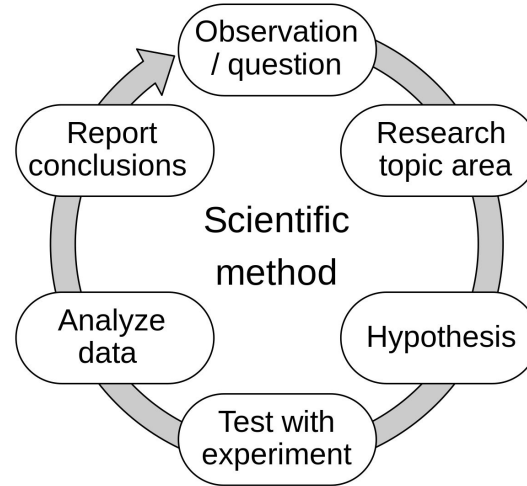 Observation
/ question
Research
topic area
Hypothesis
Test with
experiment
Analyze
data
Report
conclusions
Scientific
method